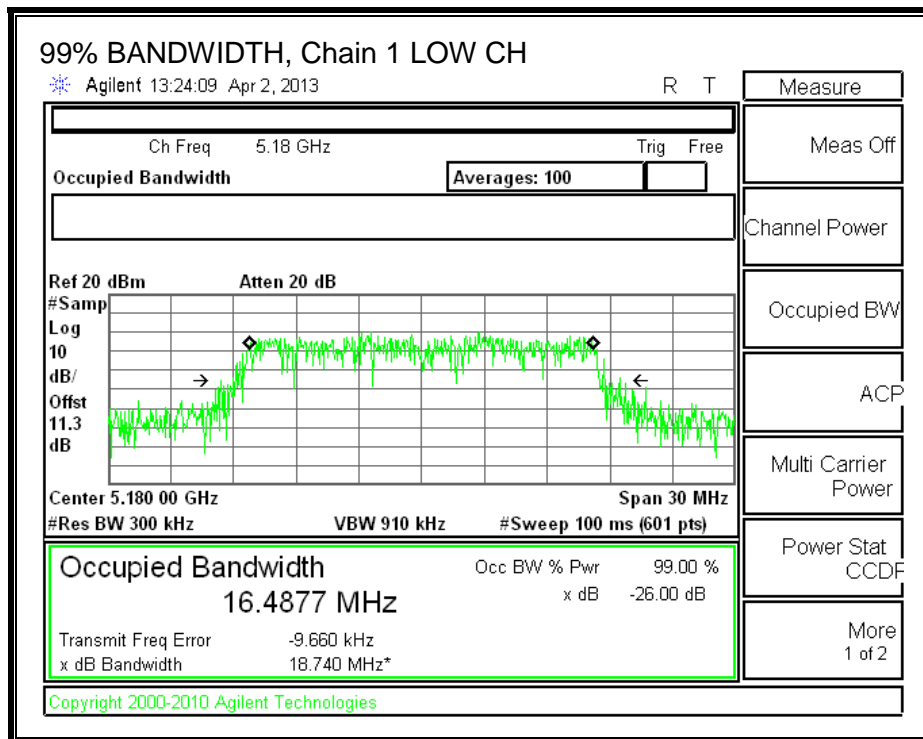 99% BANDWIDTH, Chain 1 LOW CH
Agilent 13:24:09 Apr 2, 2013 R T
Measure
Ch Freq 5.18 GHz Trig Free
Occupied Bandwidth Averages: 100
Ref 20 dBm Atten 20 dB
#Samp
Log
10
dB/
Offst
11.3
dB
Center 5.180 00 GHz Span 30 MHz
#Res BW 300 kHz VBW 910 kHz #Sweep 100 ms (601 pts)
Occupied Bandwidth Occ BW % Pwr 99.00 %
16.4877 MHz x dB -26.00 dB
Transmit Freq Error -9.660 kHz
x dB Bandwidth 18.740 MHz*
Meas Off
Channel Power
Occupied BW
ACP
Multi Carrier
Power
Power Stat
CCDF
More
1 of 2
Copyright 2000-2010 Agilent Technologies